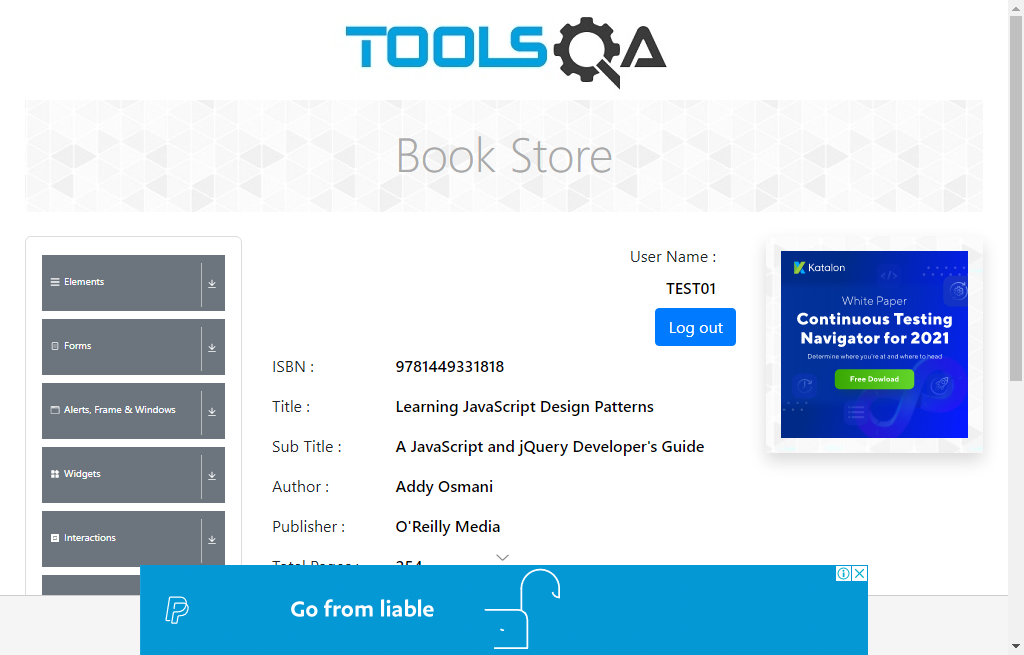 TOOLSQA
Book Store
Elements
Forms
Alerts, Frame & Windows
Widgets
Interactions
User Name :
TEST01
Log out
ISBN : 9781449331818
Title : Learning JavaScript Design Patterns
Sub Title : A JavaScript and jQuery Developer's Guide
Author : Addy Osmani
Publisher : O'Reilly Media
Total Pages : 254
Katalon
White Paper
Continuous Testing
Navigator for 2021
Determine where you're at and where to head
Free Dowload
Go from liable